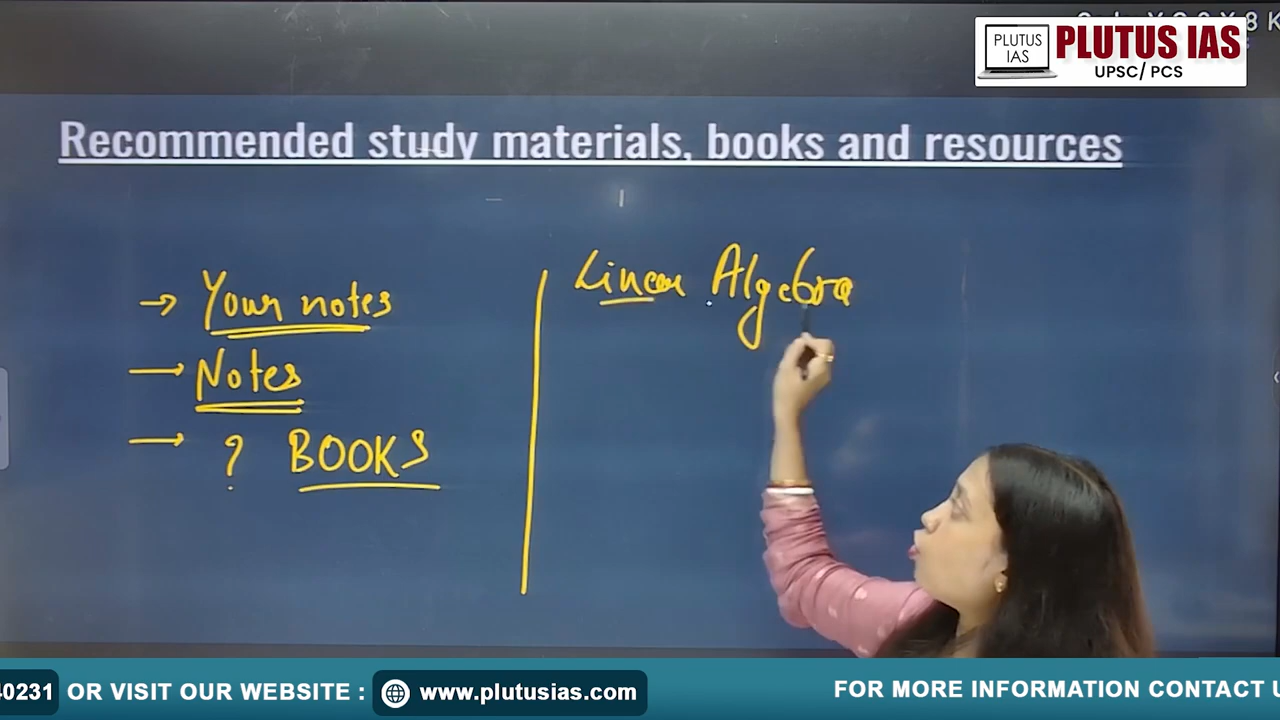 PLUTUS
IAS
PLUTUS IAS
UPSC/ PCS
Recommended study materials, books and resources
→ Your notes
→ Notes
→ ? BOOKS
Linear Algebra
40231 OR VISIT OUR WEBSITE : www.plutusias.com FOR MORE INFORMATION CONTACT U